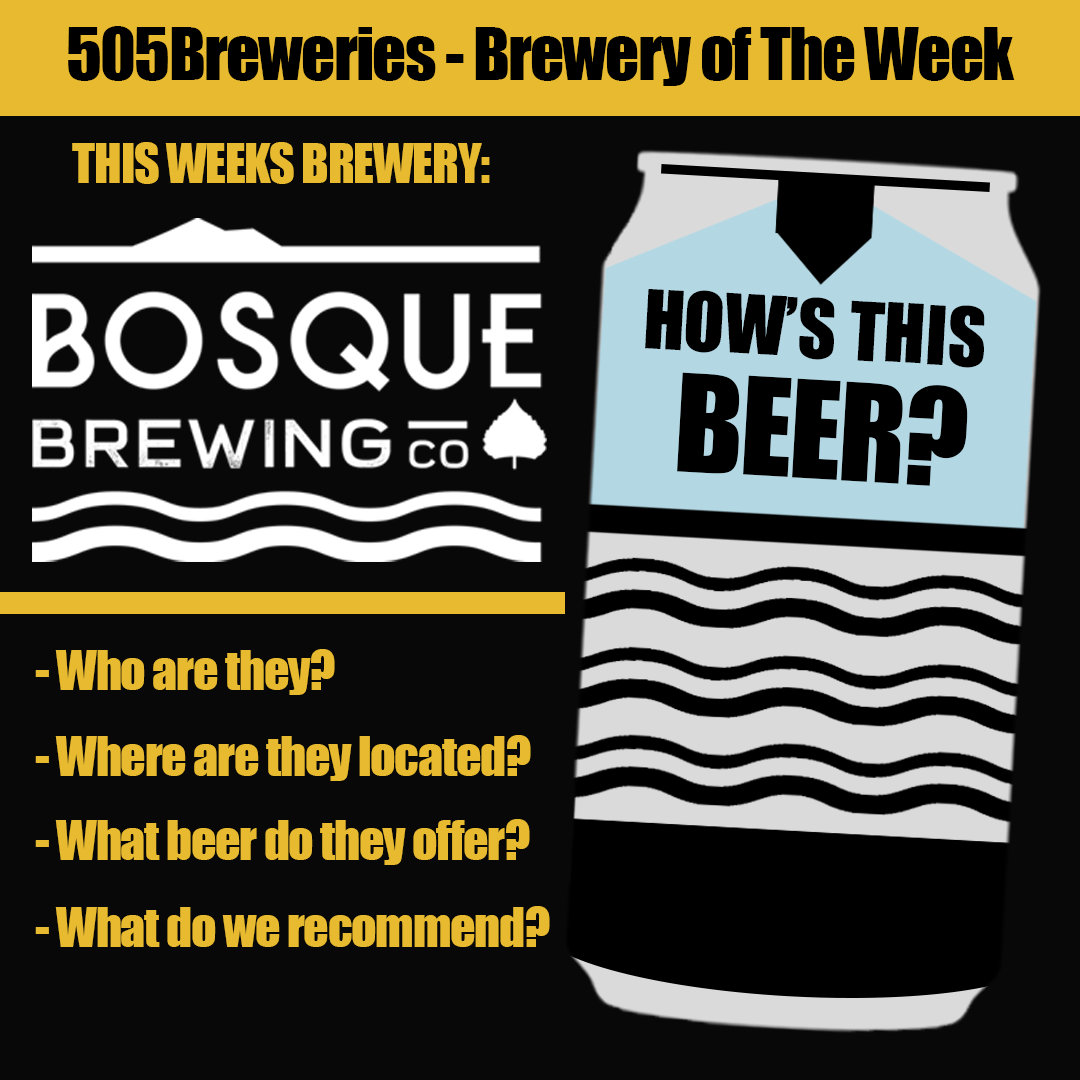 505Breweries - Brewery of The Week
THIS WEEKS BREWERY:
BOSQUE
BREWING CO
- Who are they?
- Where are they located?
- What beer do they offer?
- What do we recommend?
HOW'S THIS
BEER?